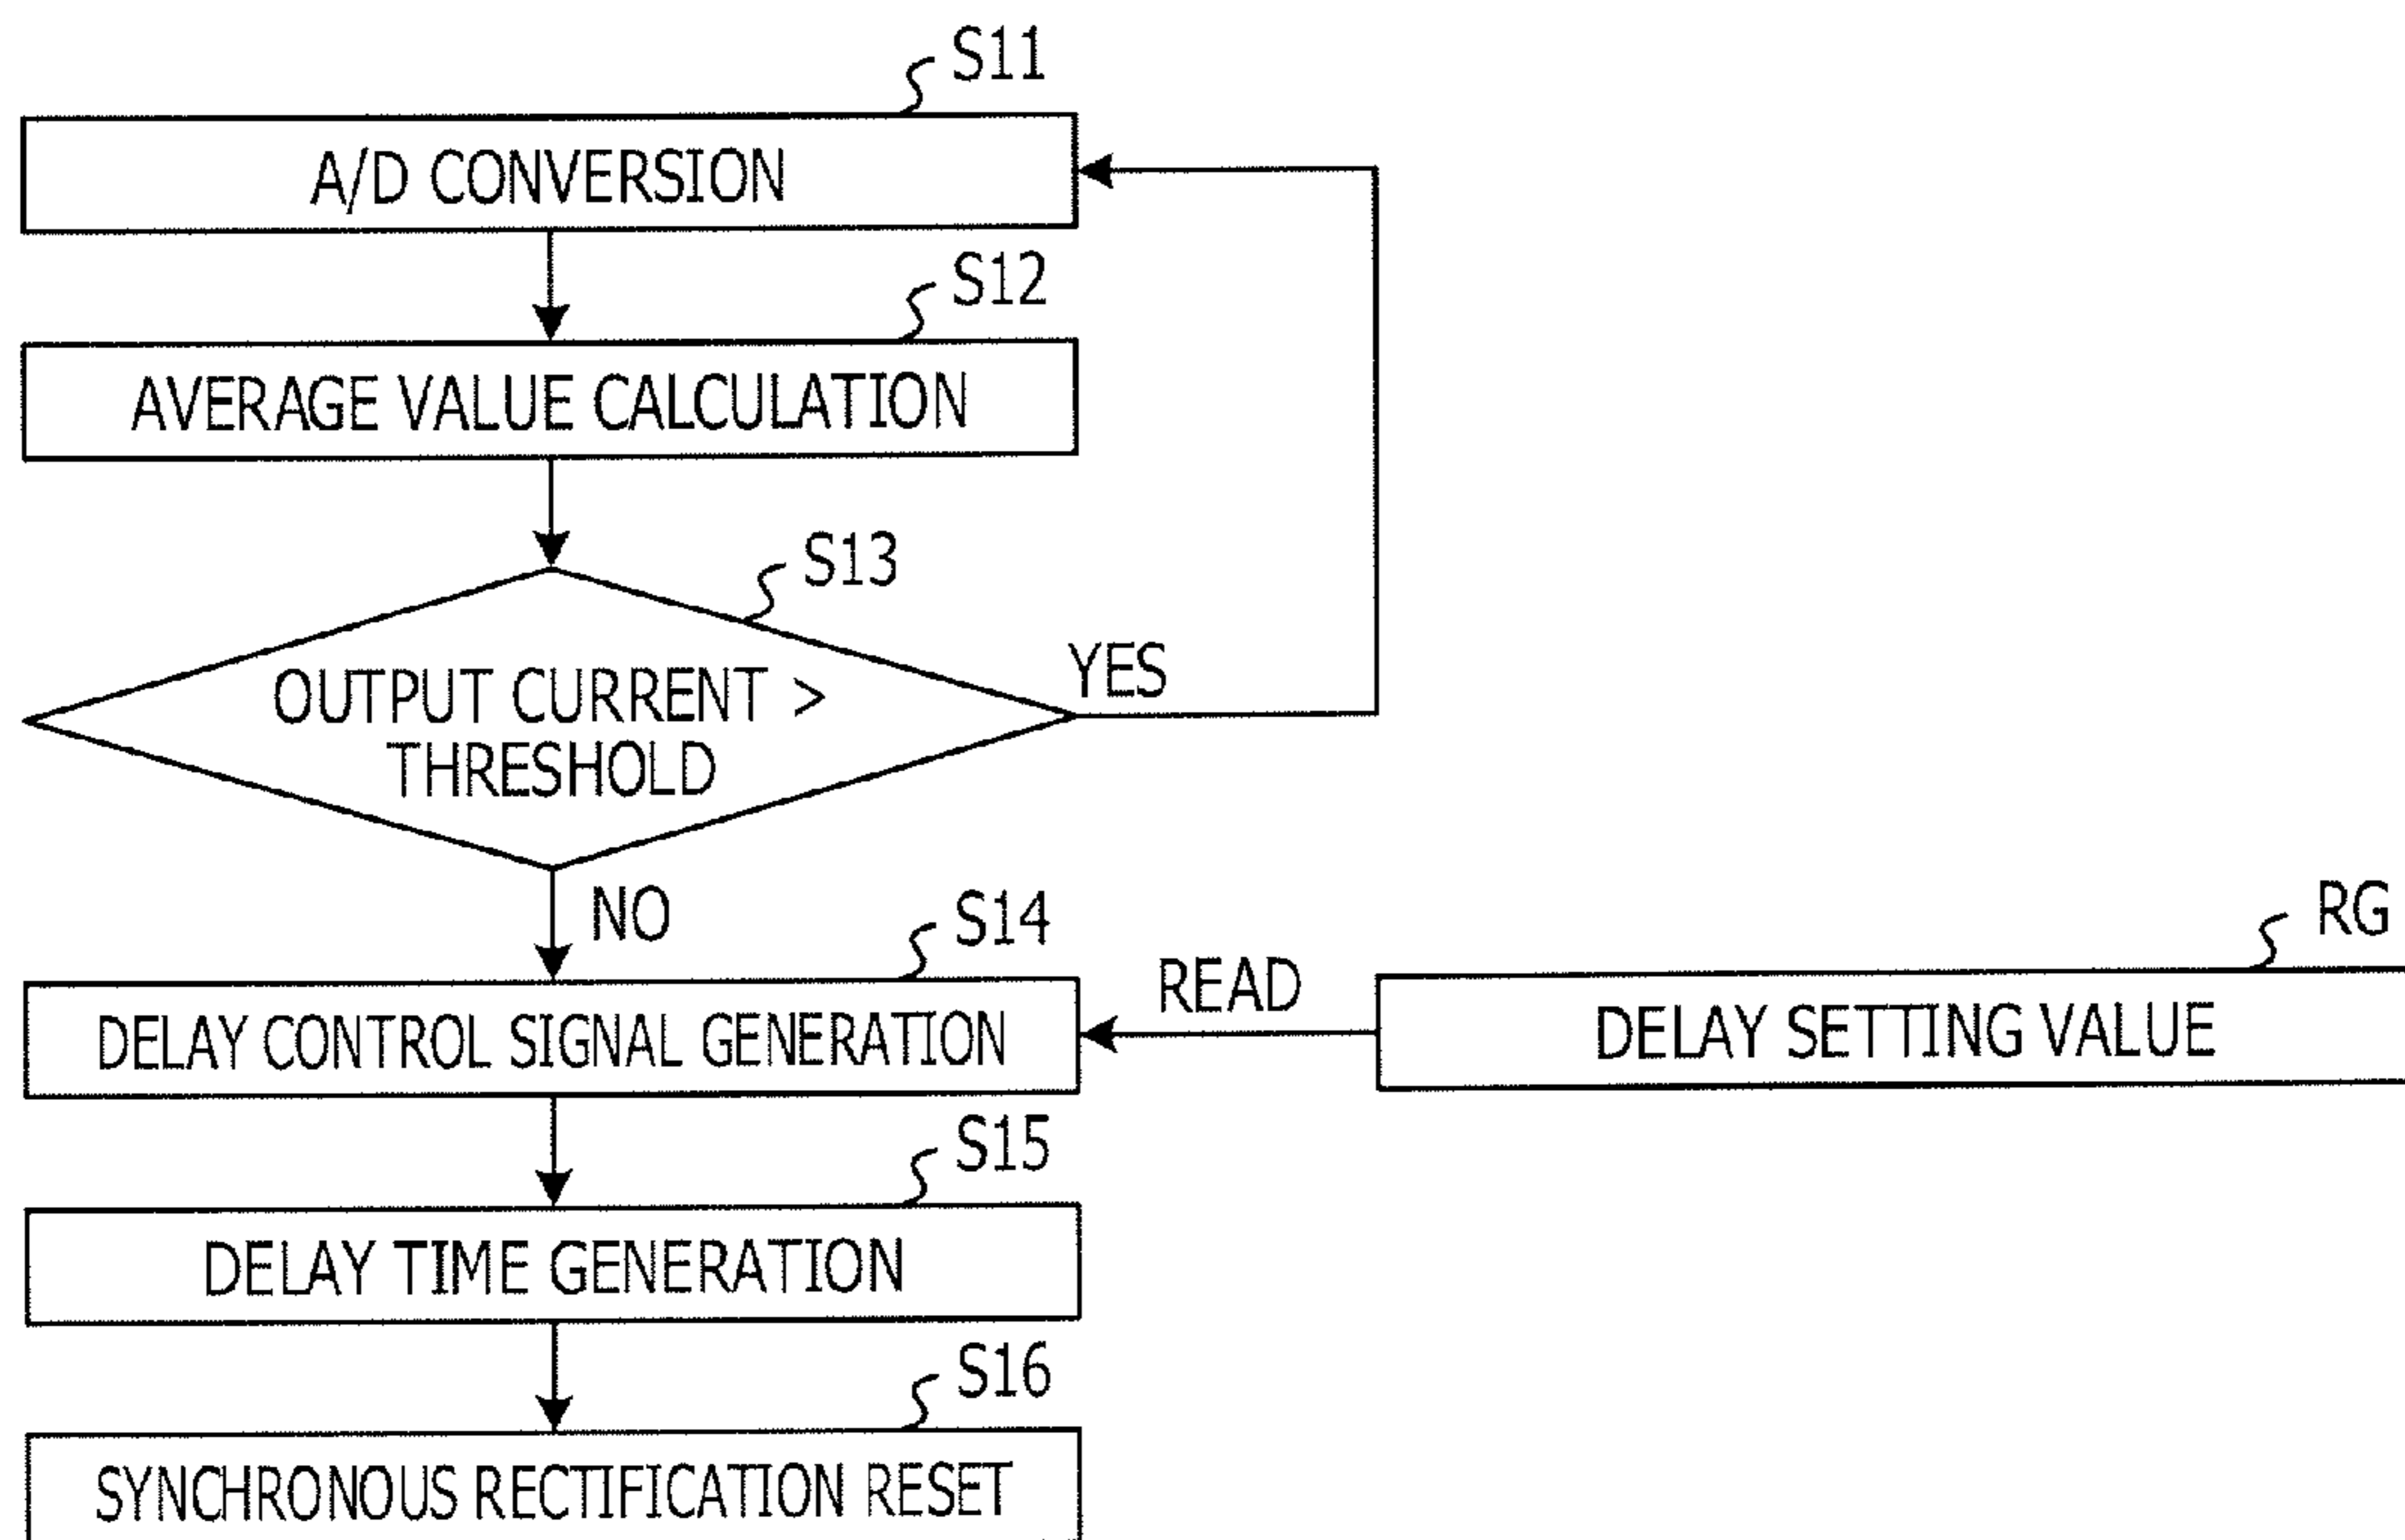 S11
A/D CONVERSION
S12
AVERAGE VALUE CALCULATION
S13
OUTPUT CURRENT >
THRESHOLD
YES
NO
S14
DELAY CONTROL SIGNAL GENERATION
READ
RG
DELAY SETTING VALUE
S15
DELAY TIME GENERATION
S16
SYNCHRONOUS RECTIFICATION RESET